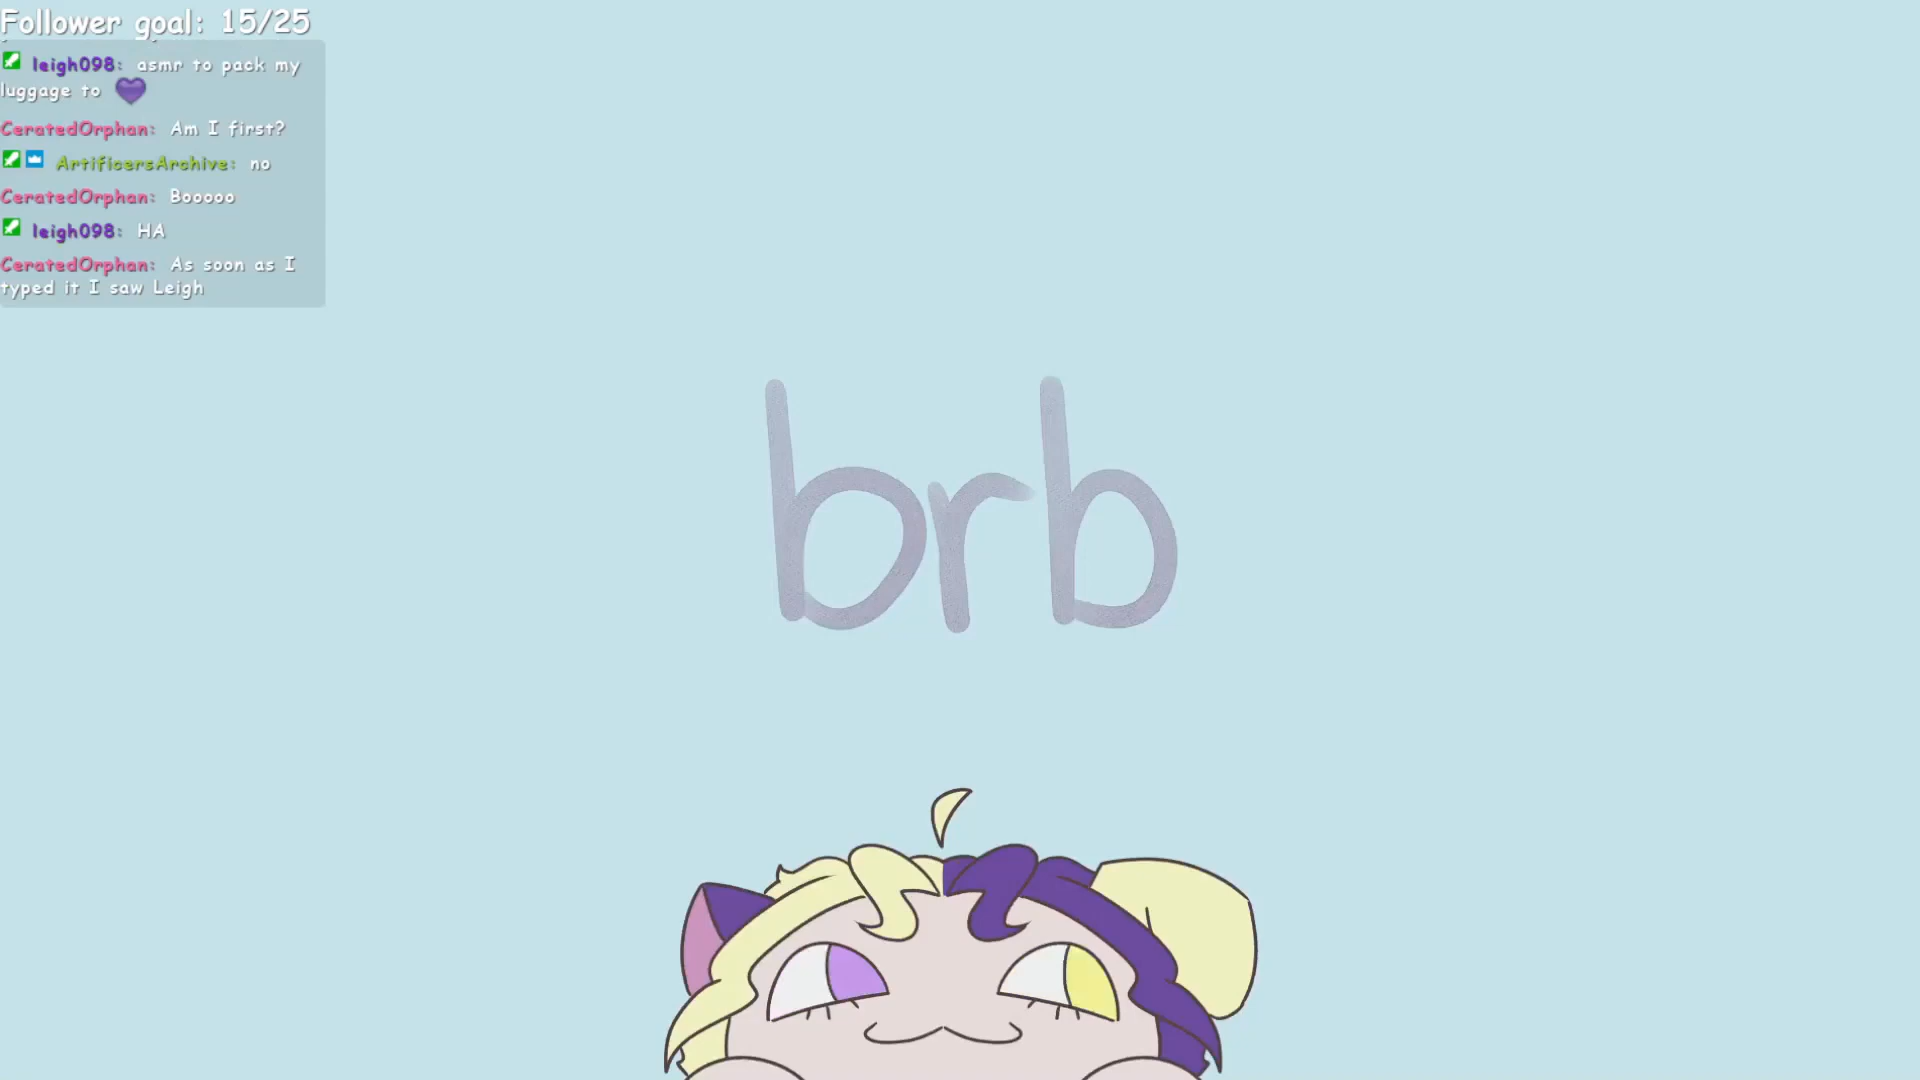 Follower goal: 15/25
leigh098: asmr to pack my
luggage to
CeratedOrphan: Am I first?
ArtificersArchive: no
CeratedOrphan: Booooo
leigh098: HA
CeratedOrphan: As soon as I
typed it I saw Leigh
brb